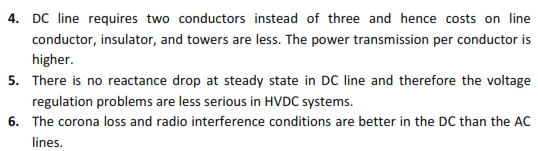 4. DC line requires two conductors instead of three and hence costs on line
conductor, insulator, and towers are less. The power transmission per conductor is
higher.
5. There is no reactance drop at steady state in DC line and therefore the voltage
regulation problems are less serious in HVDC systems.
6. The corona loss and radio interference conditions are better in the DC than the AC
lines.